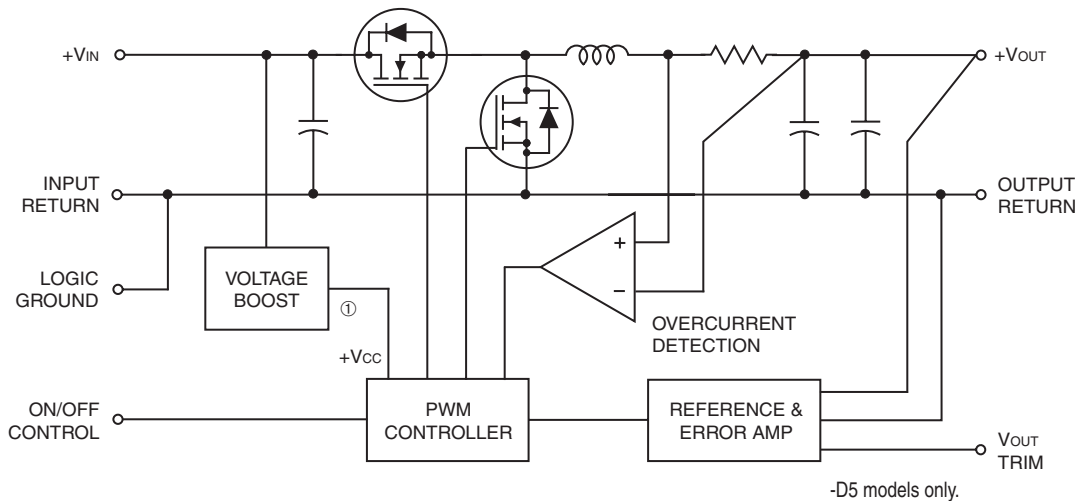 +VIN
+VOUT
INPUT
RETURN
OUTPUT
RETURN
LOGIC
GROUND
VOLTAGE
BOOST
①
+
−
OVERCURRENT
DETECTION
+VCC
ON/OFF
CONTROL
PWM
CONTROLLER
REFERENCE &
ERROR AMP
VOUT
TRIM
-D5 models only.